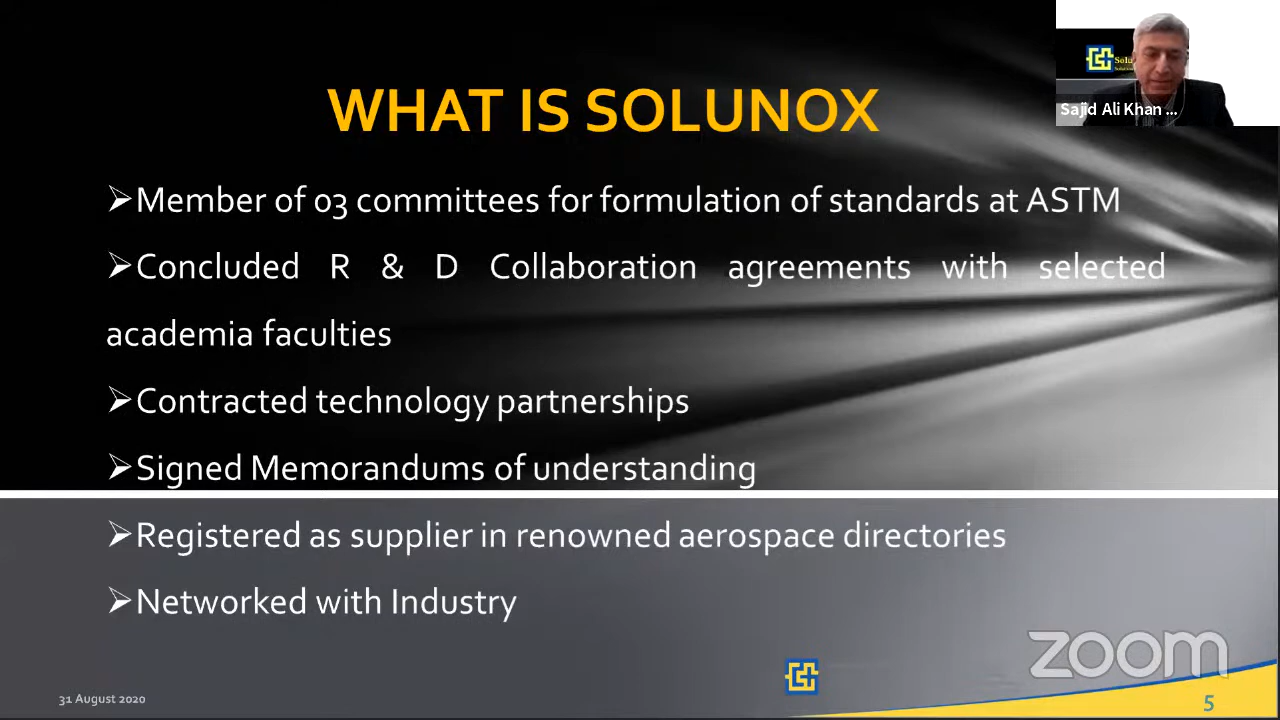 WHAT IS SOLUNOX
Sajid Ali Khan ...
➢Member of 03 committees for formulation of standards at ASTM
➢Concluded R & D Collaboration agreements with selected
academia faculties
➢Contracted technology partnerships
➢Signed Memorandums of understanding
➢Registered as supplier in renowned aerospace directories
➢Networked with Industry
zoom
31 August 2020
5